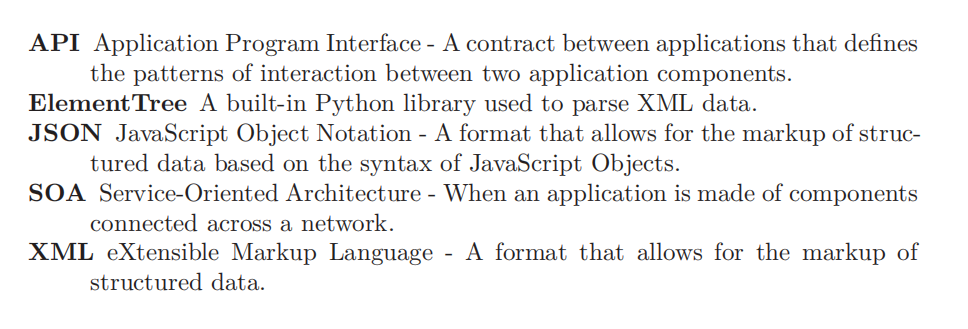 API Application Program Interface - A contract between applications that defines
the patterns of interaction between two application components.
ElementTree A built-in Python library used to parse XML data.
JSON JavaScript Object Notation - A format that allows for the markup of struc-
tured data based on the syntax of JavaScript Objects.
SOA Service-Oriented Architecture - When an application is made of components
connected across a network.
XML eXtensible Markup Language - A format that allows for the markup of
structured data.